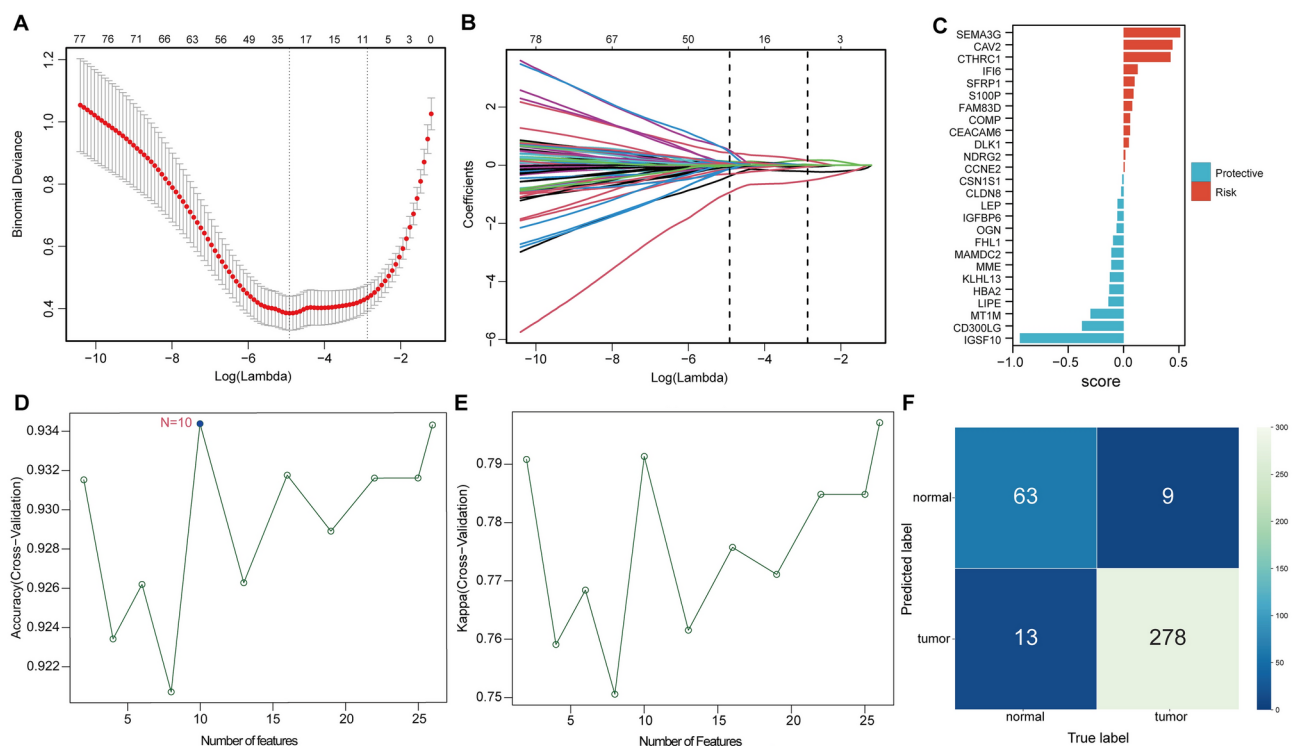 A
77 76 71 66 63 56 49 35 17 11 5 3 0
Binomial Deviance
1.2
1.0
0.8
0.6
0.4
−10 −8 −6 −4 −2
Log(Lambda)
B
78 67 50 16 3
Coefficients
2
0
−2
−4
−6
−10 −8 −6 −4 −2
Log(Lambda)
C
SEMA3G
CAV2
CTHRC1
IFI6
SFRP1
S100P
FAM83D
COMP
CEACAM6
DLK1
NDRG2
CCNE2
CSN1S1
CLDN8
LEP
IGFBP6
OGN
FHL1
MAMDC2
MME
KLHL13
HBA2
LIPE
MT1M
CD300LG
IGSF10
−1.0 −0.5 0.0 0.5
score
Protective
Risk
D
N=10
Accuracy(Cross-Validation)
0.934
0.932
0.930
0.928
0.926
0.924
0.922
5 10 15 20 25
Number of features
E
Kappa(Cross-Validation)
0.79
0.78
0.77
0.76
0.75
5 10 15 20 25
Number of Features
F
Predicted label
normal
tumor
63 9
13 278
normal tumor
True label
300
250
200
150
100
50
0